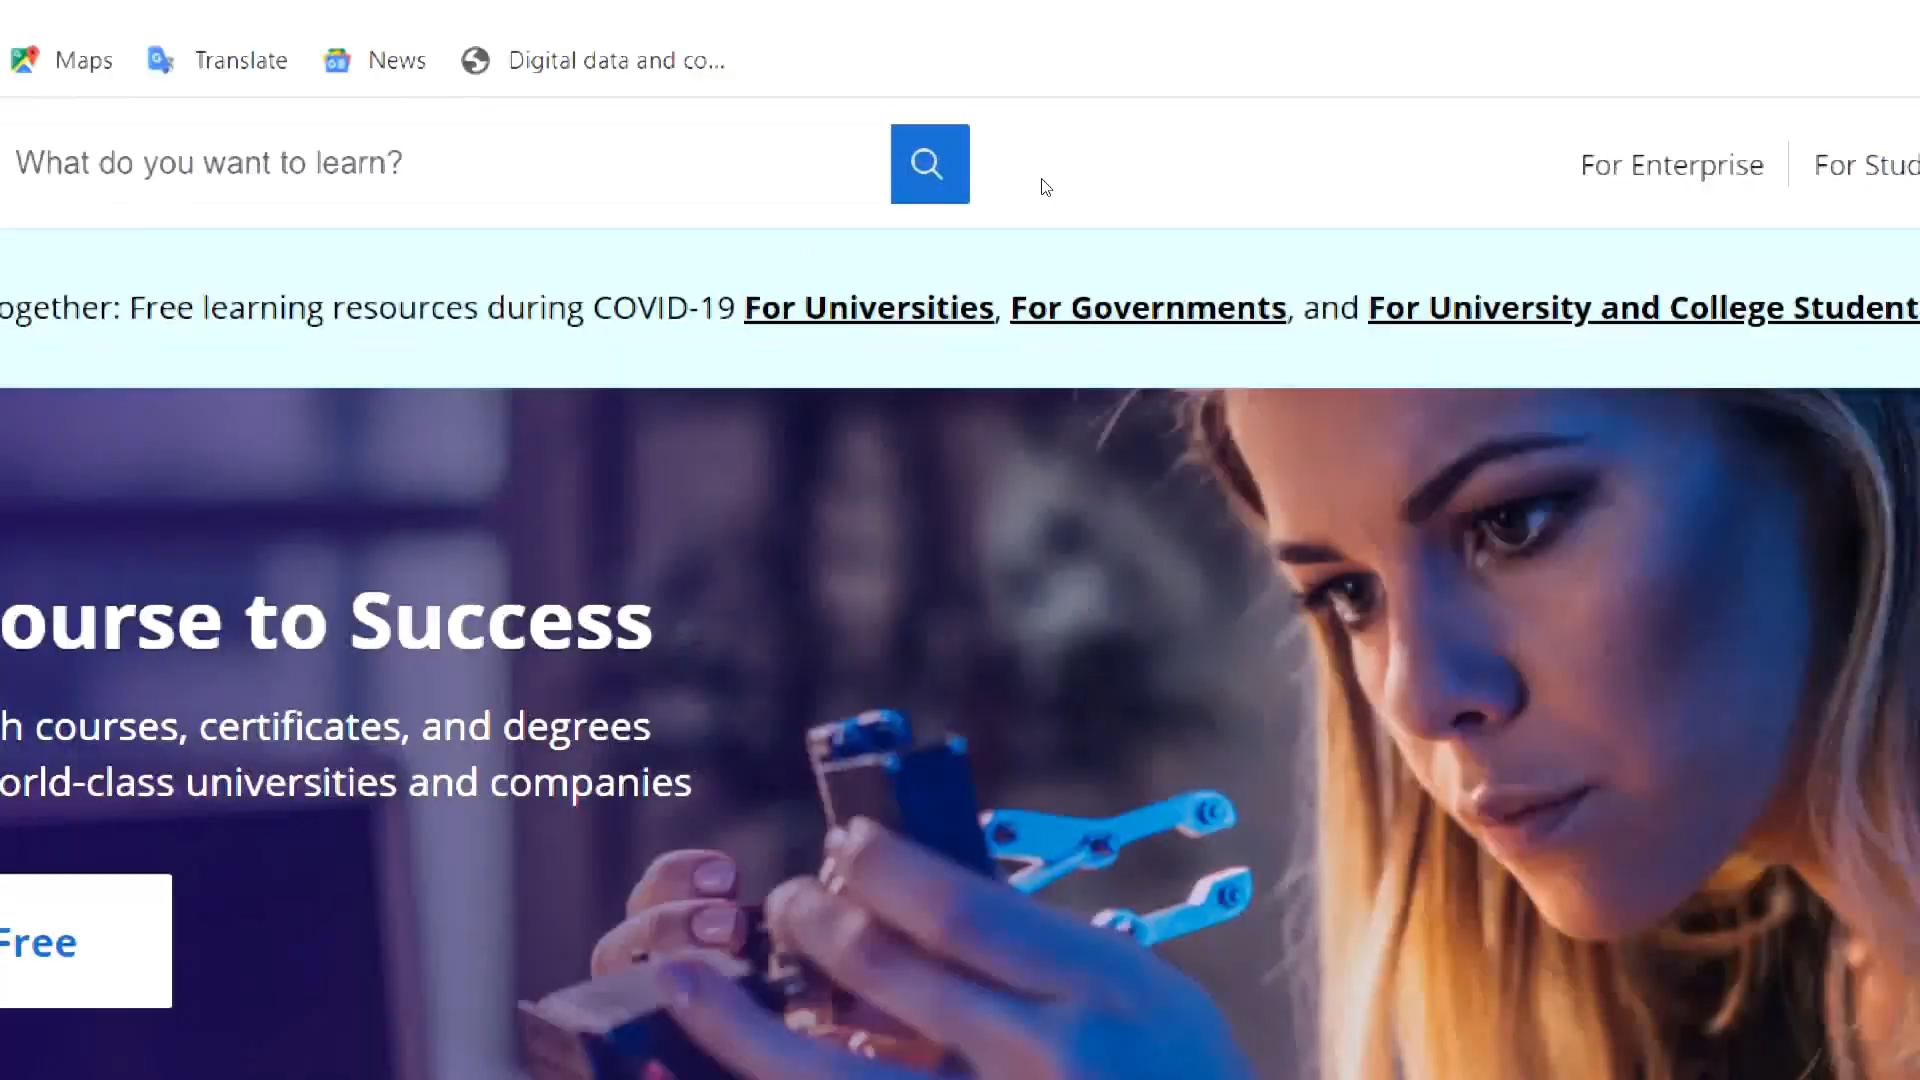 Maps Translate News Digital data and co...
What do you want to learn?
For Enterprise For Stud
ogether: Free learning resources during COVID-19 For Universities, For Governments, and For University and College Student
ourse to Success
h courses, certificates, and degrees
orld-class universities and companies
Free